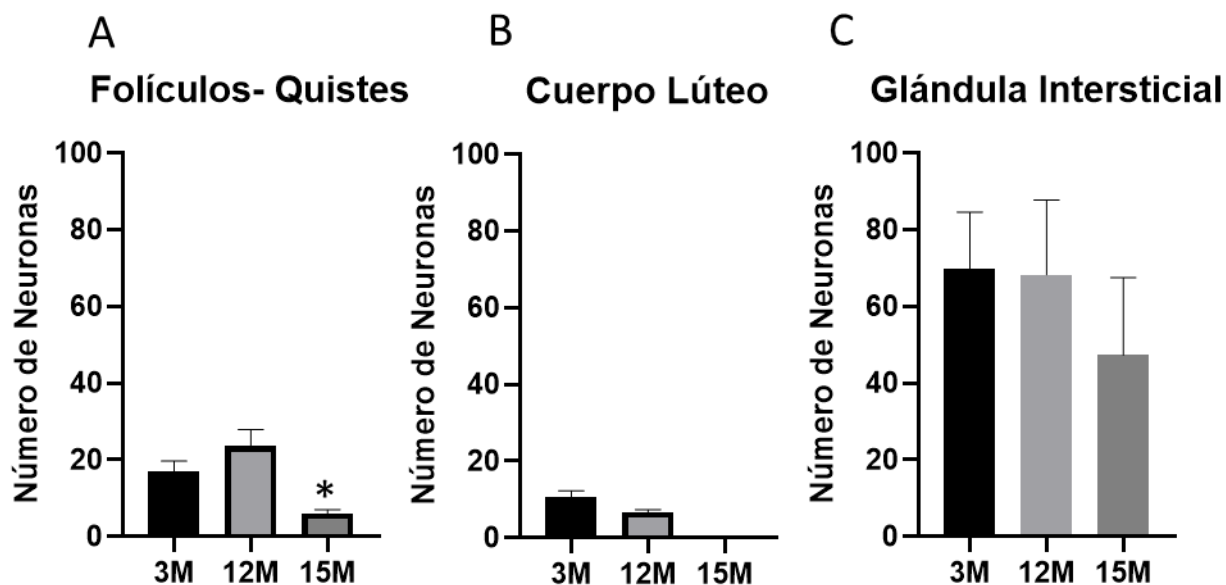 A
Folículos- Quistes
Número de Neuronas
100
80
60
40
20
0
*
3M 12M 15M
B
Cuerpo Lúteo
Número de Neuronas
100
80
60
40
20
0
3M 12M 15M
C
Glándula Intersticial
Número de Neuronas
100
80
60
40
20
0
3M 12M 15M